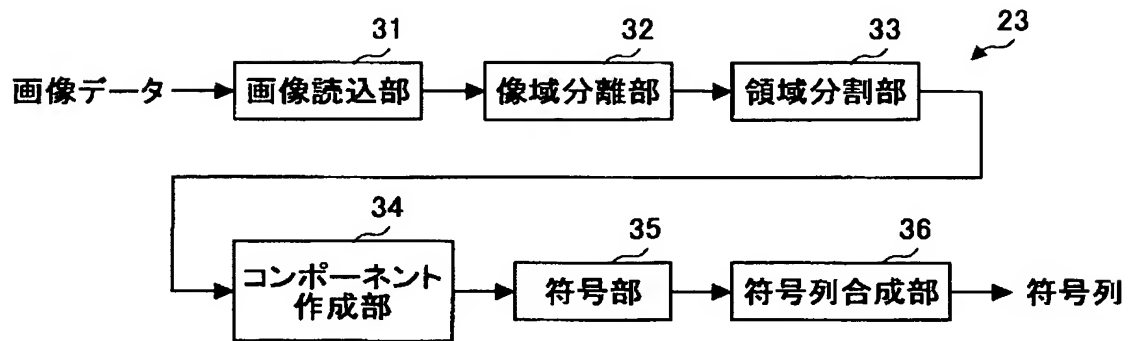 31
32
33
23
画像データ
画像読込部
像域分離部
領域分割部
34
35
36
コンポーネント
作成部
符号部
符号列合成部
符号列